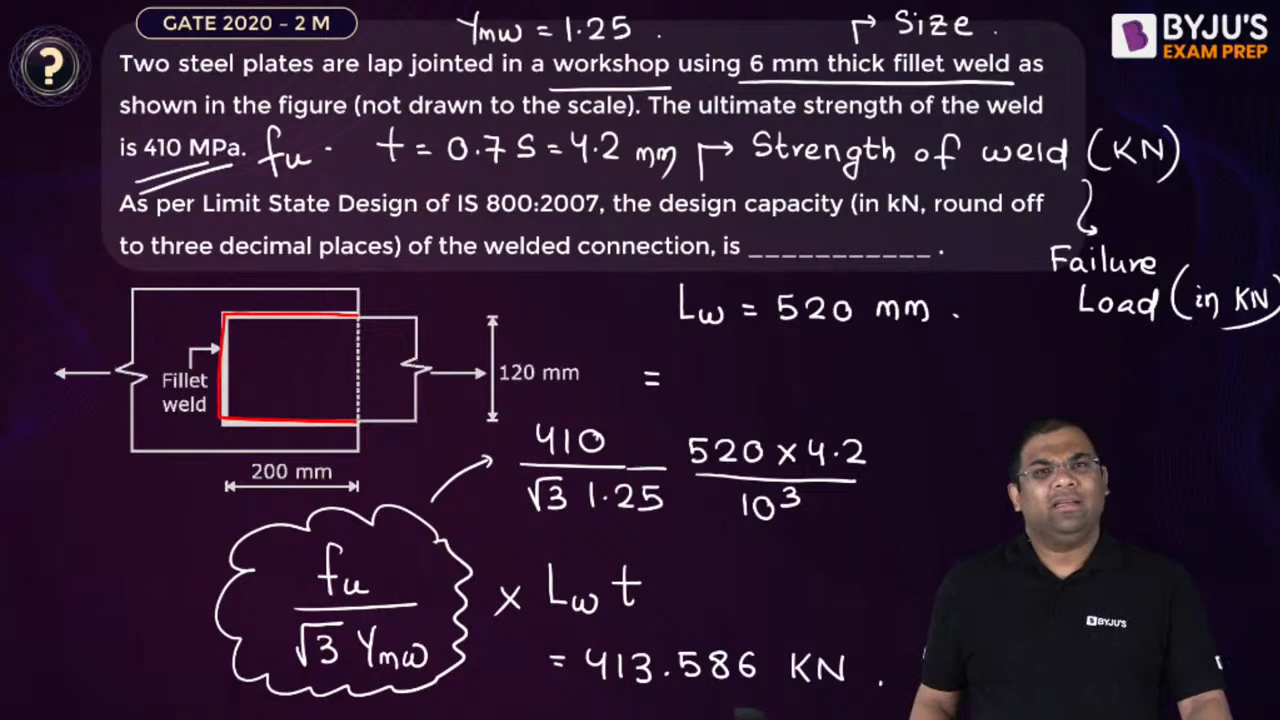 GATE 2020 – 2 M
γmw = 1.25 .
↱ Size .
BYJU'S
EXAM PREP
?
Two steel plates are lap jointed in a workshop using 6 mm thick fillet weld as
shown in the figure (not drawn to the scale). The ultimate strength of the weld
is 410 MPa. fu . t = 0.7 S = 4.2 mm ↱ Strength of weld (KN)
As per Limit State Design of IS 800:2007, the design capacity (in kN, round off
to three decimal places) of the welded connection, is ___________ .
Failure
Load (in KN)
Lw = 520 mm .
Fillet
weld
120 mm
200 mm
=
410 / √3 1.25 520 × 4.2 / 10³
fu / √3 γmw × Lw t
= 413.586 KN .
BYJU'S